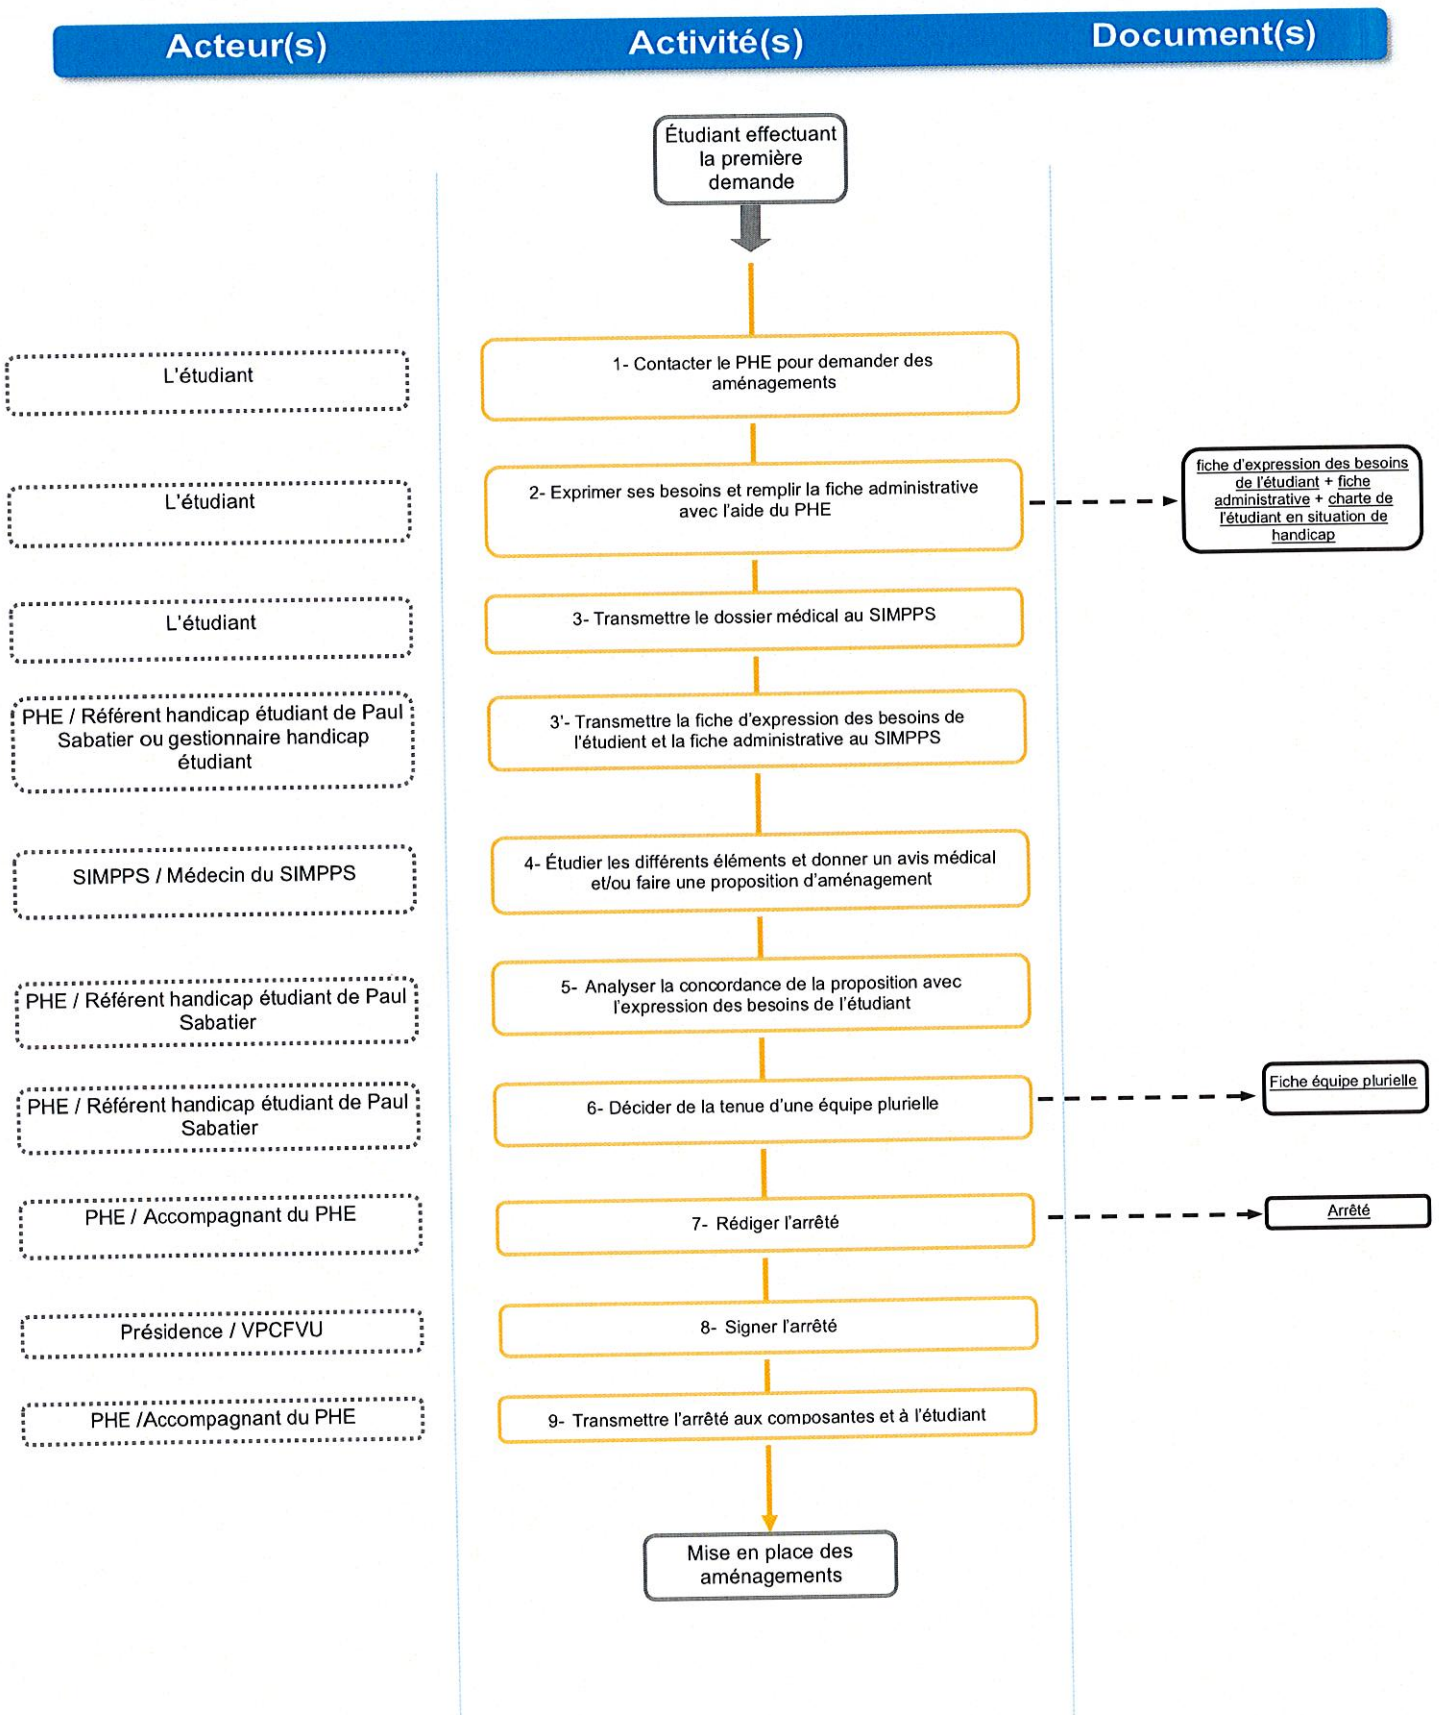 Acteur(s)
Activité(s)
Document(s)
Étudiant effectuant
la première
demande
L'étudiant
1- Contacter le PHE pour demander des
aménagements
L'étudiant
2- Exprimer ses besoins et remplir la fiche administrative
avec l'aide du PHE
fiche d'expression des besoins
de l'étudiant + fiche
administrative + charte de
l'étudiant en situation de
handicap
L'étudiant
3- Transmettre le dossier médical au SIMPPS
PHE / Référent handicap étudiant de Paul
Sabatier ou gestionnaire handicap
étudiant
3'- Transmettre la fiche d'expression des besoins de
l'étudient et la fiche administrative au SIMPPS
SIMPPS / Médecin du SIMPPS
4- Étudier les différents éléments et donner un avis médical
et/ou faire une proposition d'aménagement
PHE / Référent handicap étudiant de Paul
Sabatier
5- Analyser la concordance de la proposition avec
l'expression des besoins de l'étudiant
PHE / Référent handicap étudiant de Paul
Sabatier
6- Décider de la tenue d'une équipe plurielle
Fiche équipe plurielle
PHE / Accompagnant du PHE
7- Rédiger l'arrêté
Arrêté
Présidence / VPCFVU
8- Signer l'arrêté
PHE /Accompagnant du PHE
9- Transmettre l'arrêté aux composantes et à l'étudiant
Mise en place des
aménagements